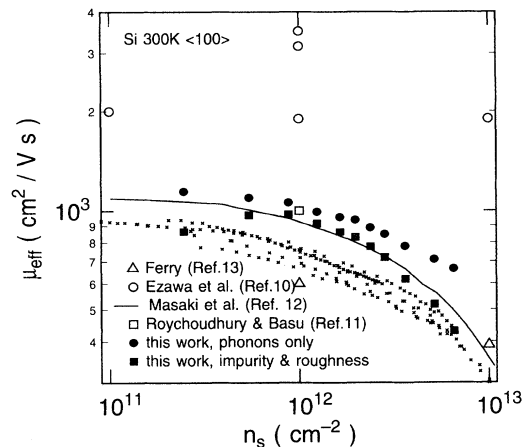 4
3
2
10³
9
8
7
6
5
4
μeff ( cm² / V s )
Si 300K <100>
△ Ferry (Ref.13)
○ Ezawa et al. (Ref.10)
— Masaki et al. (Ref. 12)
□ Roychoudhury & Basu (Ref.11)
● this work, phonons only
■ this work, impurity & roughness
10¹¹ 10¹² 10¹³
nₛ ( cm⁻² )